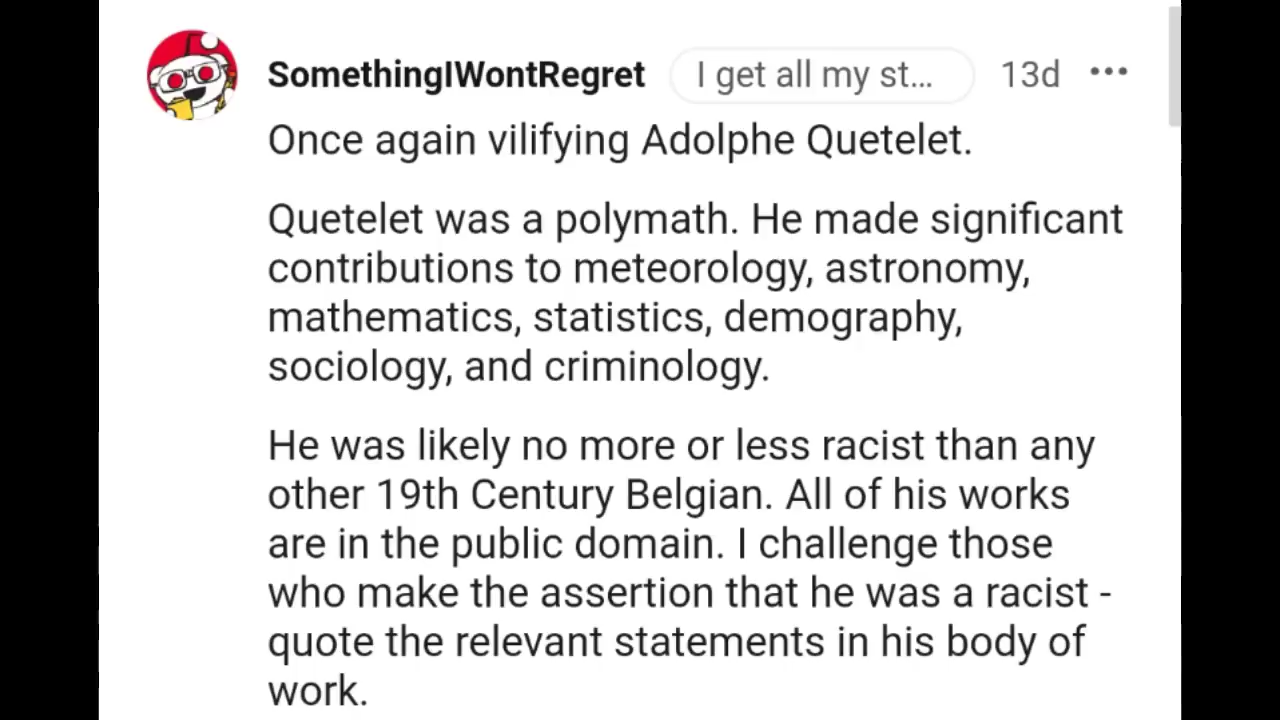 SomethingIWontRegret I get all my st... 13d
Once again vilifying Adolphe Quetelet.
Quetelet was a polymath. He made significant
contributions to meteorology, astronomy,
mathematics, statistics, demography,
sociology, and criminology.
He was likely no more or less racist than any
other 19th Century Belgian. All of his works
are in the public domain. I challenge those
who make the assertion that he was a racist -
quote the relevant statements in his body of
work.